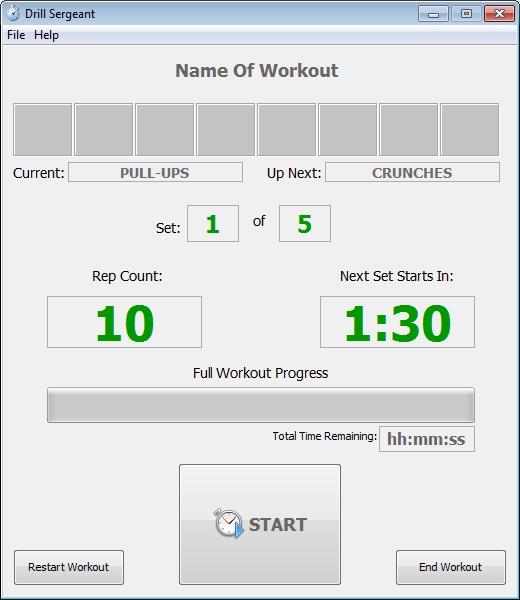 Drill Sergeant
File Help
Name Of Workout
Current: PULL-UPS Up Next: CRUNCHES
Set: 1 of 5
Rep Count: Next Set Starts In:
10 1:30
Full Workout Progress
Total Time Remaining: hh:mm:ss
START
Restart Workout End Workout